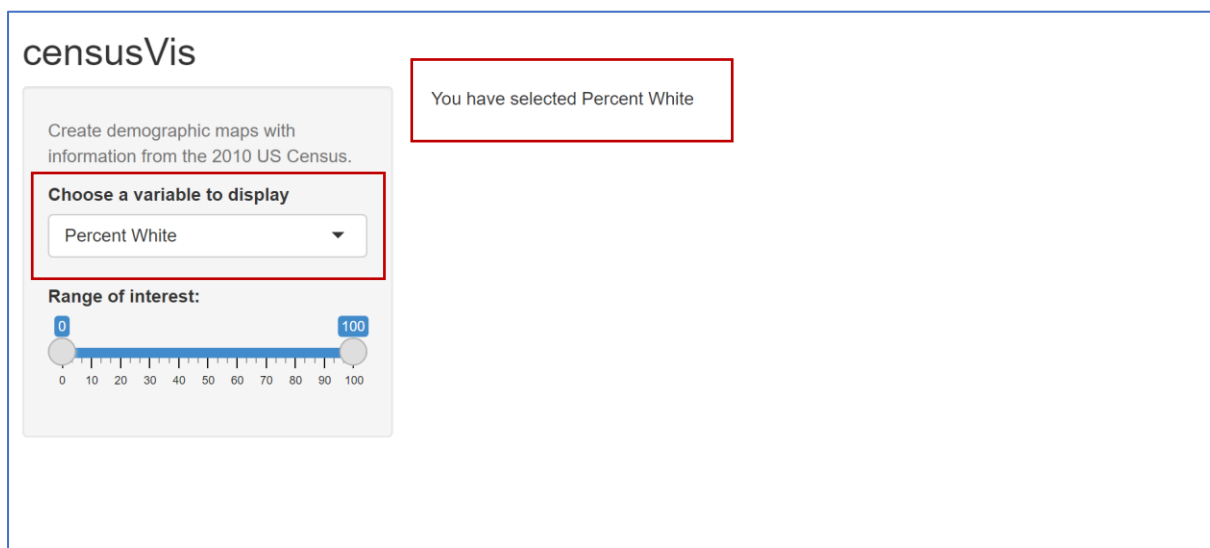 censusVis
Create demographic maps with
information from the 2010 US Census.
Choose a variable to display
Percent White
Range of interest:
0 100
0 10 20 30 40 50 60 70 80 90 100
You have selected Percent White